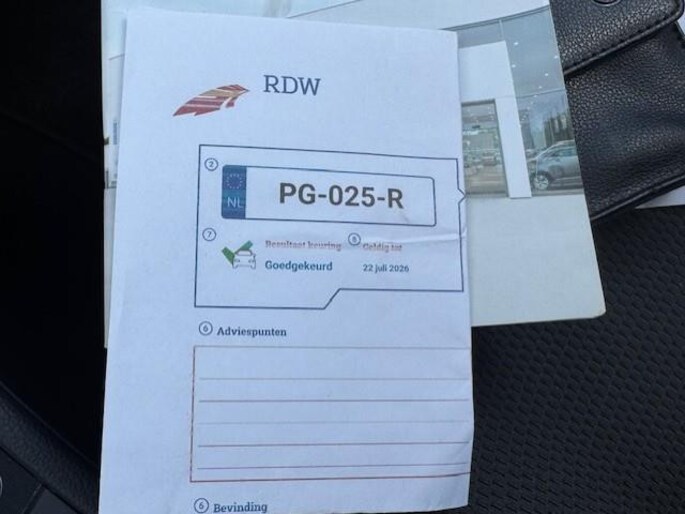 RDW
2
NL
PG-025-R
7 Resultaat keuring 8 Geldig tot
Goedgekeurd 22 juli 2026
6 Adviespunten
6 Bevinding